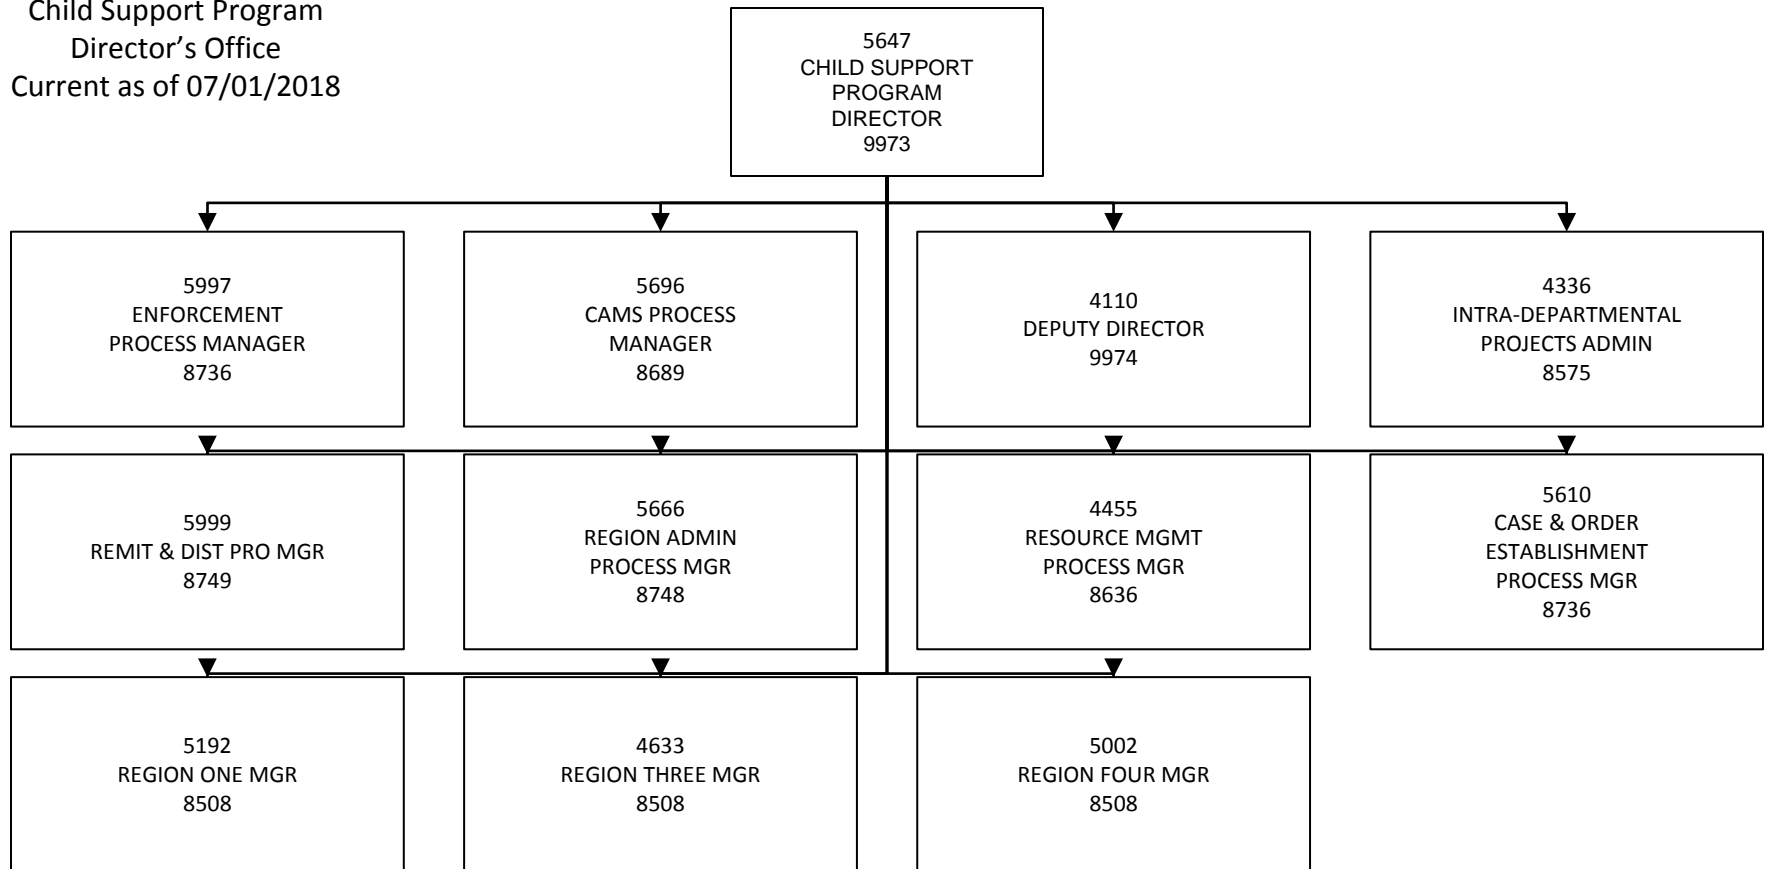 Child Support Program
Director’s Office
Current as of 07/01/2018
5647
CHILD SUPPORT
PROGRAM
DIRECTOR
9973
5997
ENFORCEMENT
PROCESS MANAGER
8736
5696
CAMS PROCESS
MANAGER
8689
4110
DEPUTY DIRECTOR
9974
4336
INTRA-DEPARTMENTAL
PROJECTS ADMIN
8575
5999
REMIT & DIST PRO MGR
8749
5666
REGION ADMIN
PROCESS MGR
8748
4455
RESOURCE MGMT
PROCESS MGR
8636
5610
CASE & ORDER
ESTABLISHMENT
PROCESS MGR
8736
5192
REGION ONE MGR
8508
4633
REGION THREE MGR
8508
5002
REGION FOUR MGR
8508